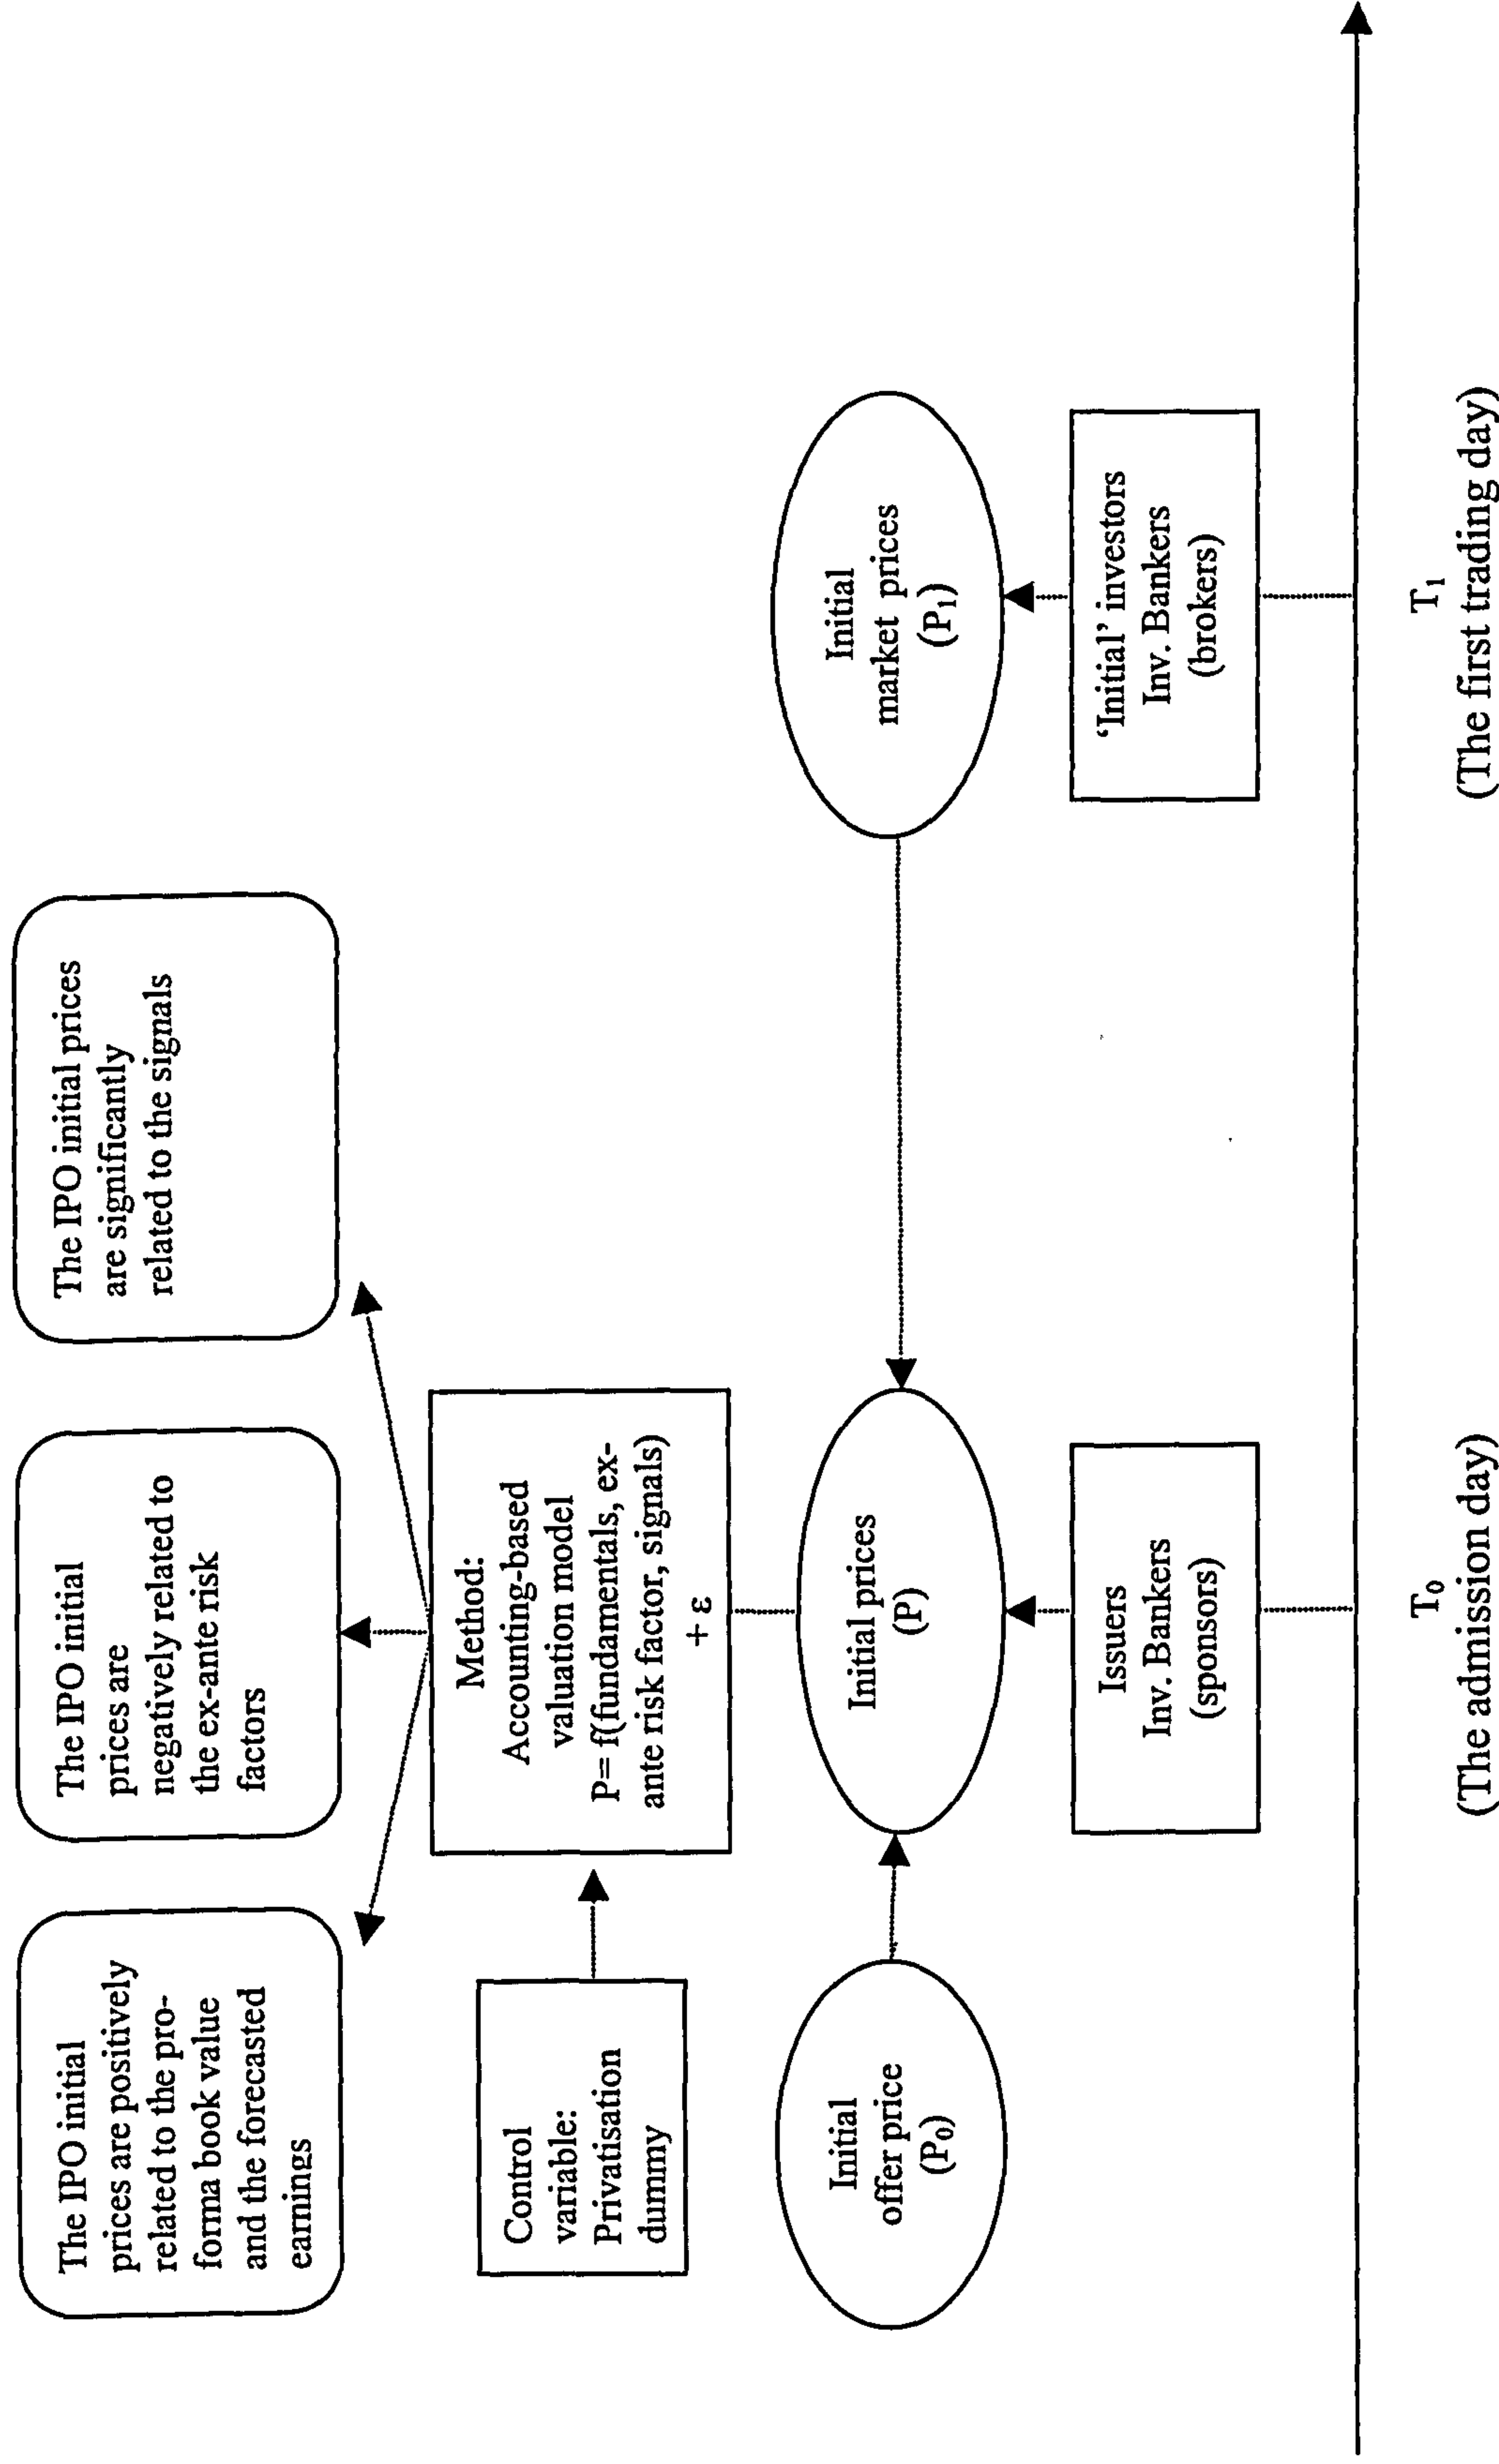 The IPO initial
prices are positively
related to the pro-
forma book value
and the forecasted
earnings
The IPO initial
prices are
negatively related to
the ex-ante risk
factors
The IPO initial prices
are significantly
related to the signals
Control
variable:
Privatisation
dummy
Method:
Accounting-based
valuation model
P= f(fundamentals, ex-
ante risk factor, signals)
+ ε
Initial
offer price
(P₀)
Initial prices
(P)
Initial
market prices
(P₁)
Issuers
Inv. Bankers
(sponsors)
‘Initial’ investors
Inv. Bankers
(brokers)
T₀
(The admission day)
T₁
(The first trading day)